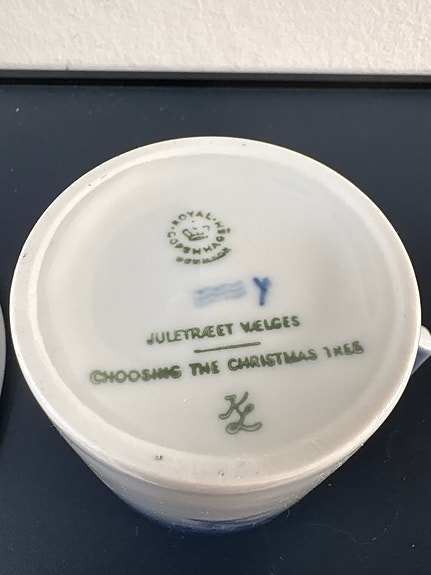 ROYAL
COPENHAGEN
DENMARK
Y
JULETRÆET VÆLGES
CHOOSING THE CHRISTMAS TREE
KL